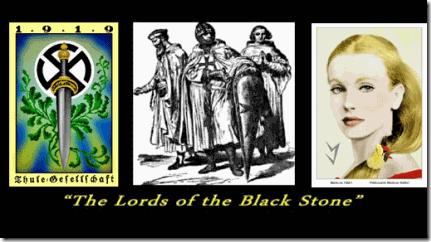 1.9.1.9
Thule-Gesellschaft
"The Lords of the Black Stone"